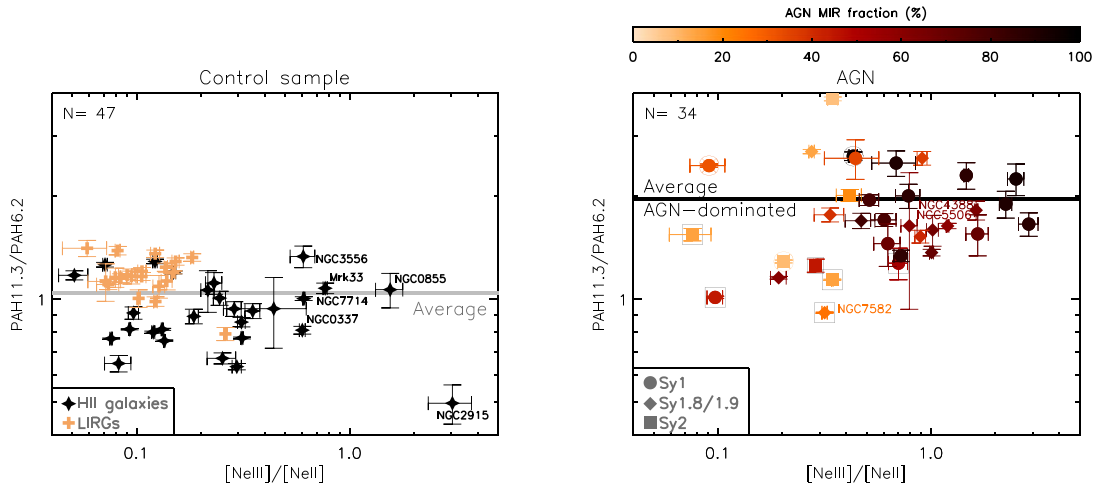 AGN MIR fraction (%)
0 20 40 60 80 100
Control sample
N= 47
PAH11.3/PAH6.2
1
NGC3556
Mrk33
NGC0855
NGC7714
Average
NGC0337
NGC2915
HII galaxies
LIRGs
0.1 1.0
[NeIII]/[NeII]
AGN
N= 34
PAH11.3/PAH6.2
1
Average
AGN-dominated
NGC4388
NGC5506
NGC7582
Sy1
Sy1.8/1.9
Sy2
0.1 1.0
[NeIII]/[NeII]